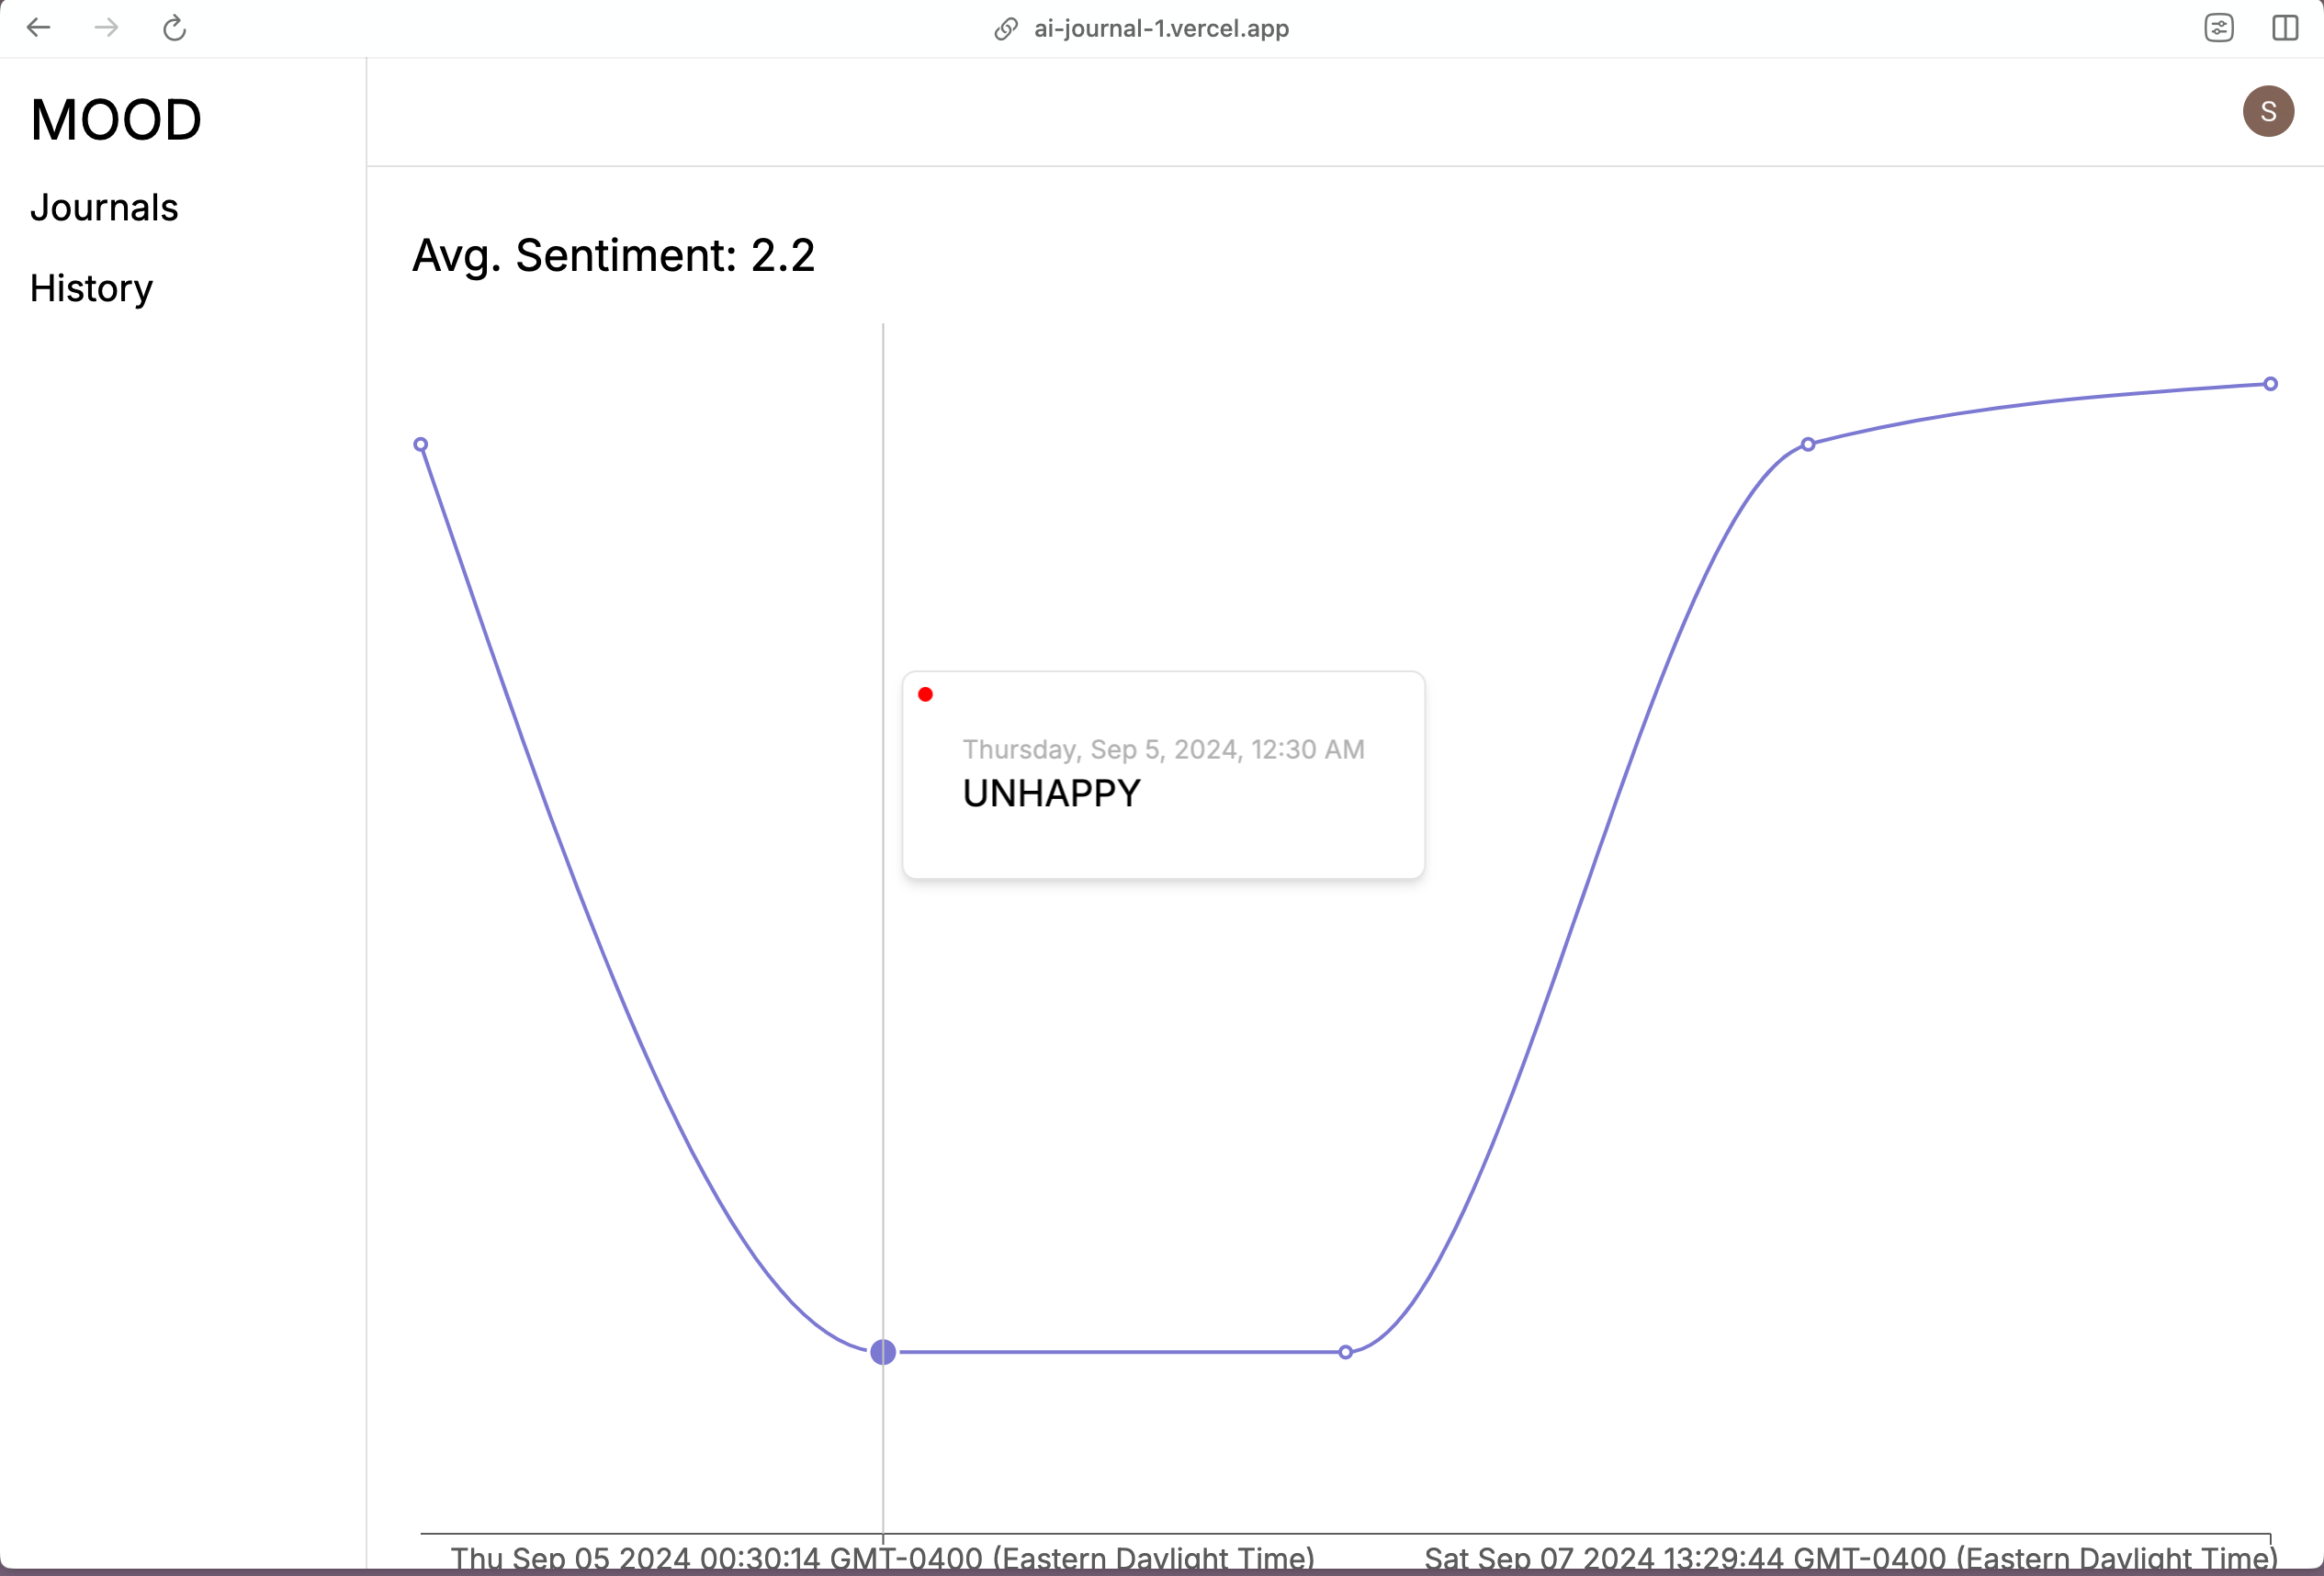 ai-journal-1.vercel.app
MOOD
S
Journals
History
Avg. Sentiment: 2.2
Thursday, Sep 5, 2024, 12:30 AM
UNHAPPY
Thu Sep 05 2024 00:30:14 GMT-0400 (Eastern Daylight Time)
Sat Sep 07 2024 13:29:44 GMT-0400 (Eastern Daylight Time)